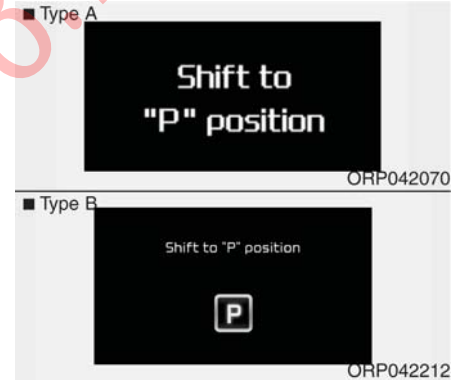 ■ Type A
Shift to
"P" position
ORP042070
■ Type B
Shift to "P" position
P
ORP042212